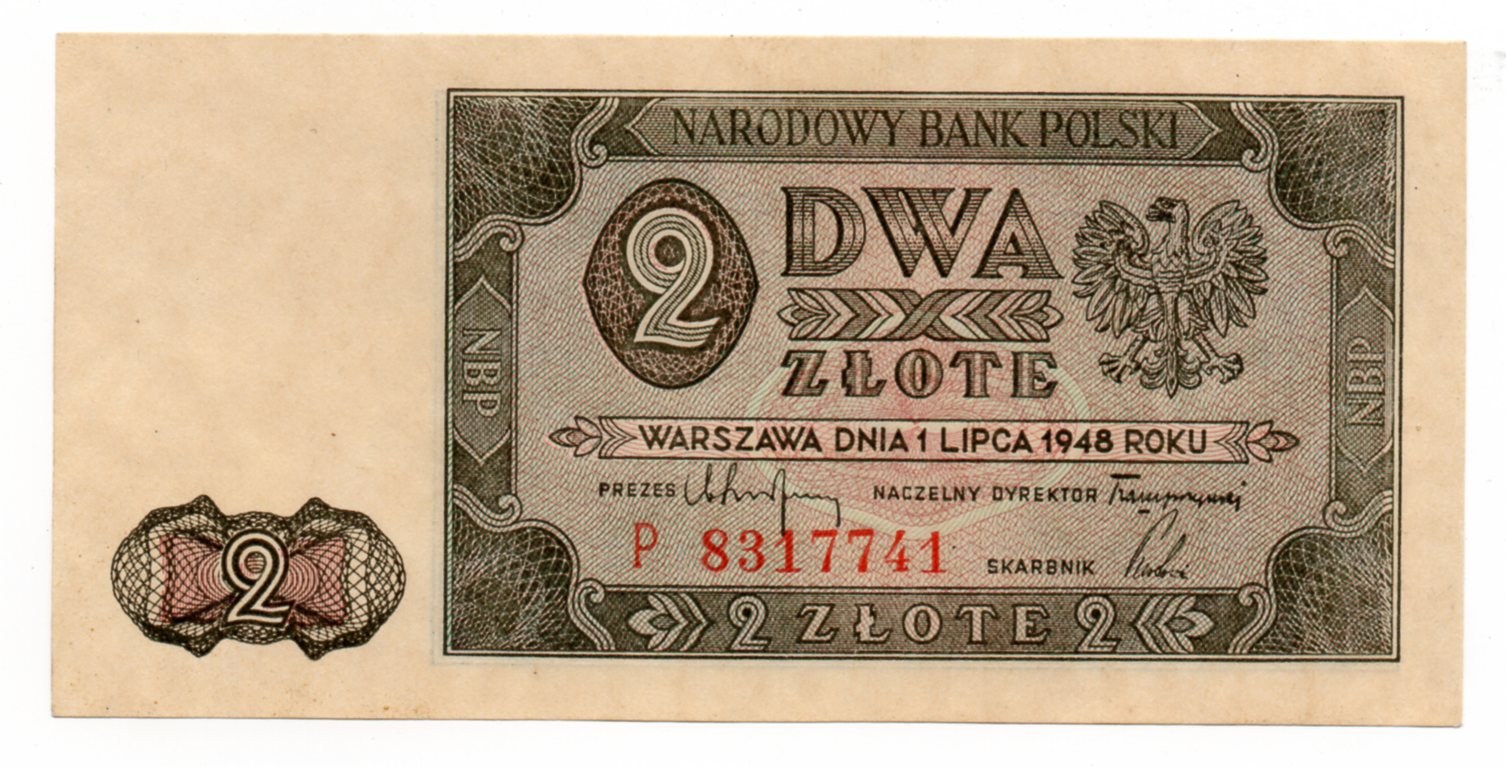 NARODOWY BANK POLSKI
2
DWA
ZŁOTE
NBP
NBP
WARSZAWA DNIA 1 LIPCA 1948 ROKU
PREZES NACZELNY DYREKTOR
P 8317741
SKARBNIK
2
2 ZŁOTE 2